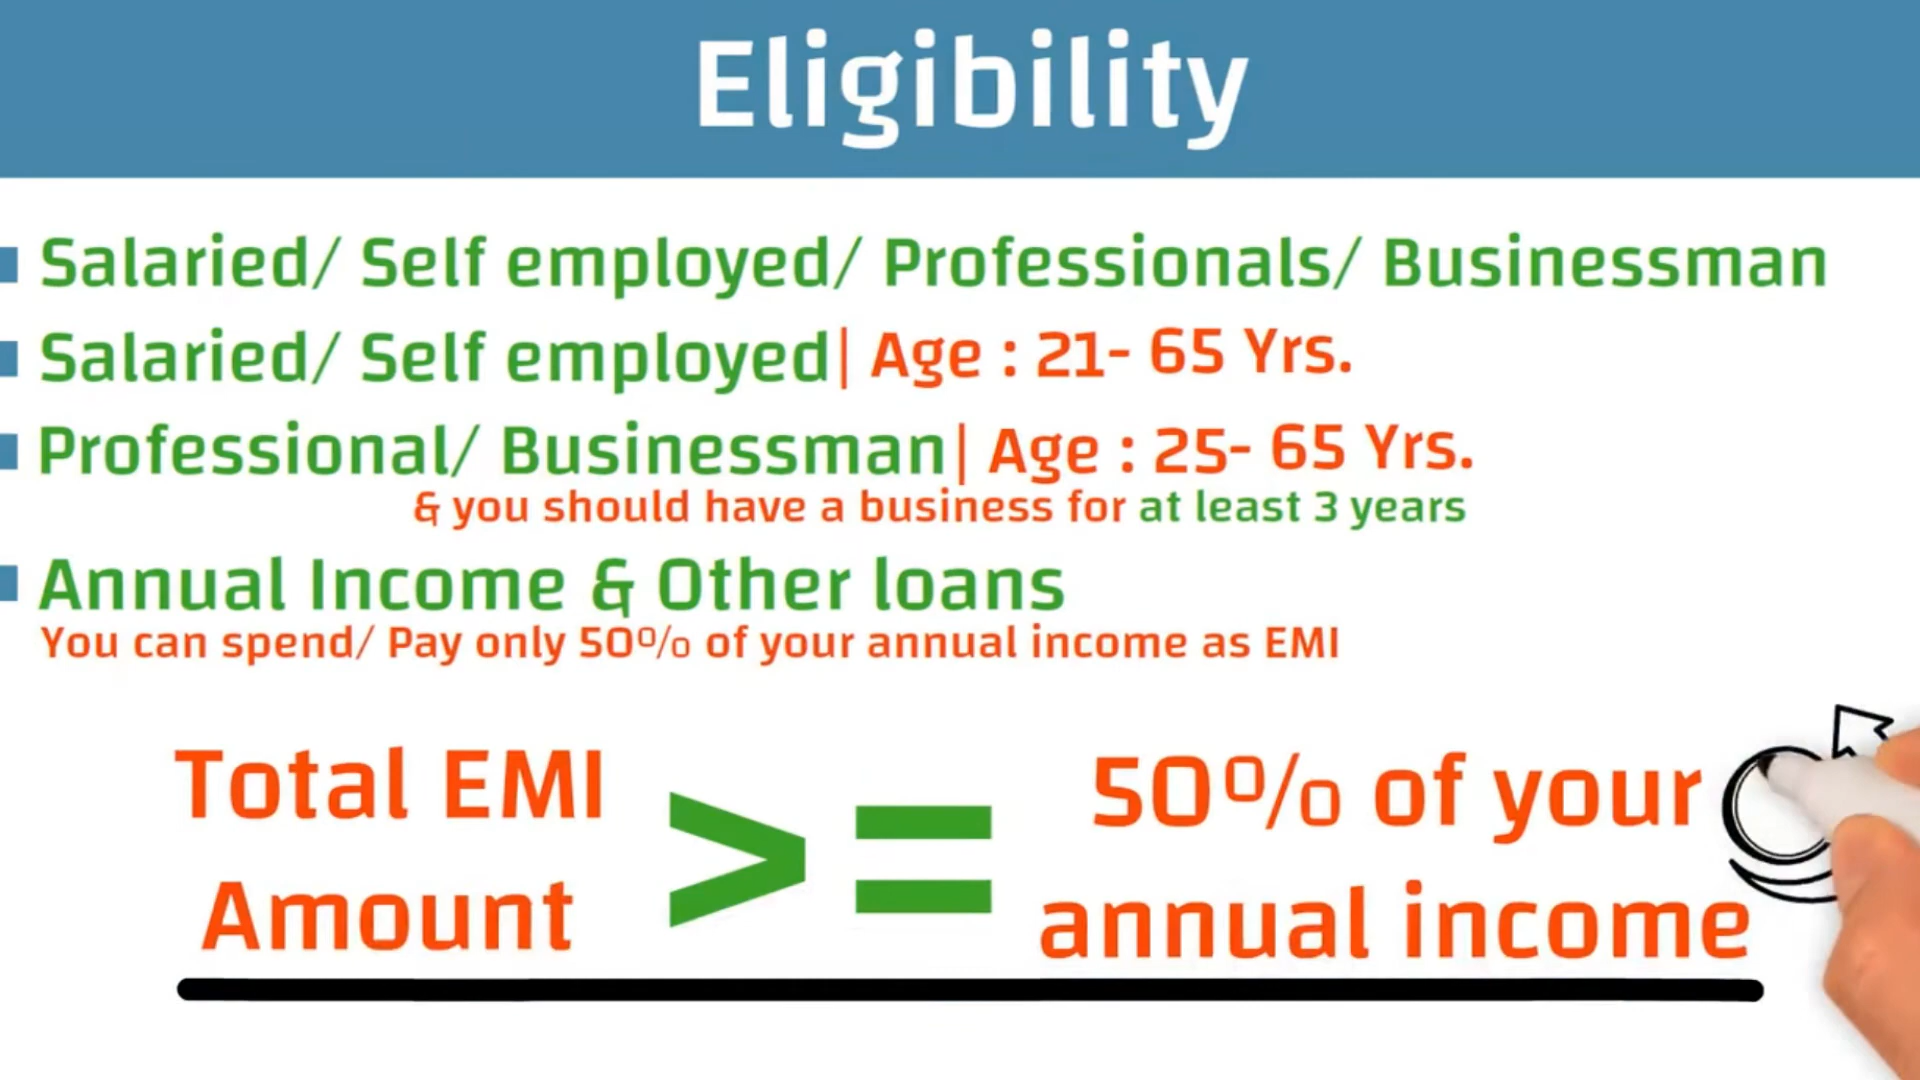 Eligibility
Salaried/ Self employed/ Professionals/ Businessman
Salaried/ Self employed| Age : 21- 65 Yrs.
Professional/ Businessman| Age : 25- 65 Yrs.
& you should have a business for at least 3 years
Annual Income & Other loans
You can spend/ Pay only 50% of your annual income as EMI
Total EMI
Amount
> =
50% of your
annual income